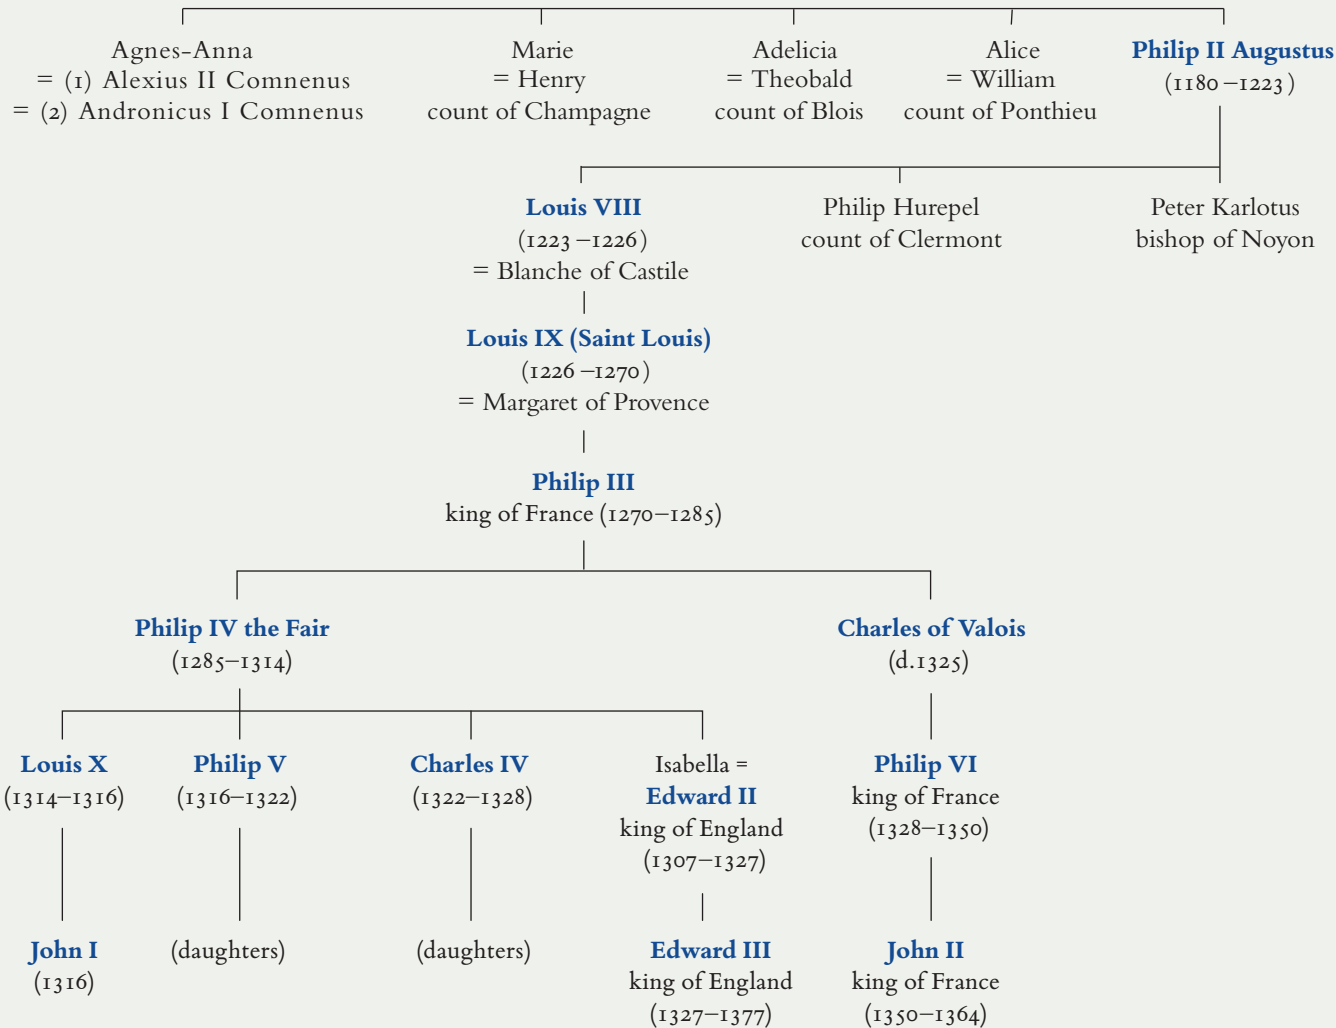 Agnes-Anna
= (1) Alexius II Comnenus
= (2) Andronicus I Comnenus
Marie
= Henry
count of Champagne
Adelicia
= Theobald
count of Blois
Alice
= William
count of Ponthieu
Philip II Augustus
(1180–1223)
Louis VIII
(1223–1226)
= Blanche of Castile
Philip Hurepel
count of Clermont
Peter Karlotus
bishop of Noyon
Louis IX (Saint Louis)
(1226–1270)
= Margaret of Provence
Philip III
king of France (1270–1285)
Philip IV the Fair
(1285–1314)
Charles of Valois
(d.1325)
Louis X
(1314–1316)
Philip V
(1316–1322)
Charles IV
(1322–1328)
Isabella =
Edward II
king of England
(1307–1327)
Philip VI
king of France
(1328–1350)
John I
(1316)
(daughters)
(daughters)
Edward III
king of England
(1327–1377)
John II
king of France
(1350–1364)